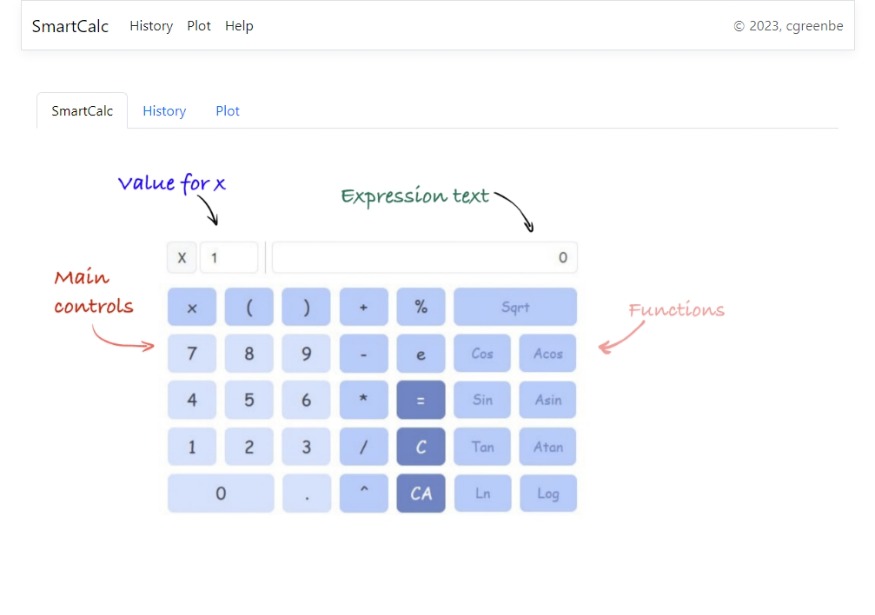 SmartCalc History Plot Help © 2023, cgreenbe
SmartCalc History Plot
Value for x
Expression text
X 1 0
Main
controls
Functions
x ( ) + % Sqrt
7 8 9 - e Cos Acos
4 5 6 * = Sin Asin
1 2 3 / C Tan Atan
0 . ^ CA Ln Log